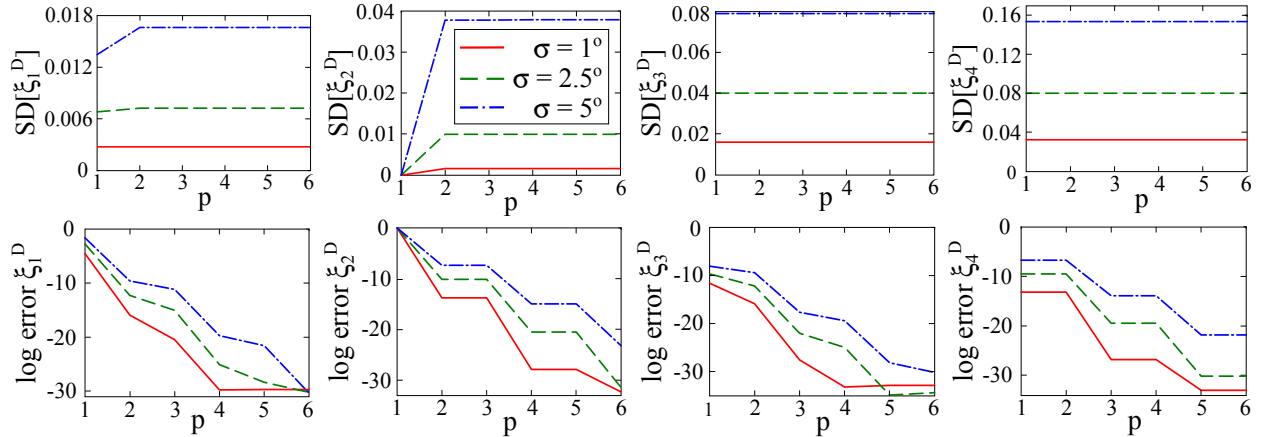 SD[ξ₁ᴰ]
0.018
0.012
0.006
0
1 2 3 4 5 6
p
SD[ξ₂ᴰ]
0.04
0.03
0.01
0.00
1 2 3 4 5 6
p
σ = 1º
σ = 2.5º
σ = 5º
SD[ξ₃ᴰ]
0.08
0.06
0.04
0.02
0
1 2 3 4 5 6
p
SD[ξ₄ᴰ]
0.16
0.12
0.08
0.04
0
1 2 3 4 5 6
p
log error ξ₁ᴰ
0
-10
-20
-30
1 2 3 4 5 6
p
log error ξ₂ᴰ
0
-10
-20
-30
1 2 3 4 5 6
p
log error ξ₃ᴰ
0
-10
-20
-30
1 2 3 4 5 6
p
log error ξ₄ᴰ
0
-10
-20
-30
1 2 3 4 5 6
p